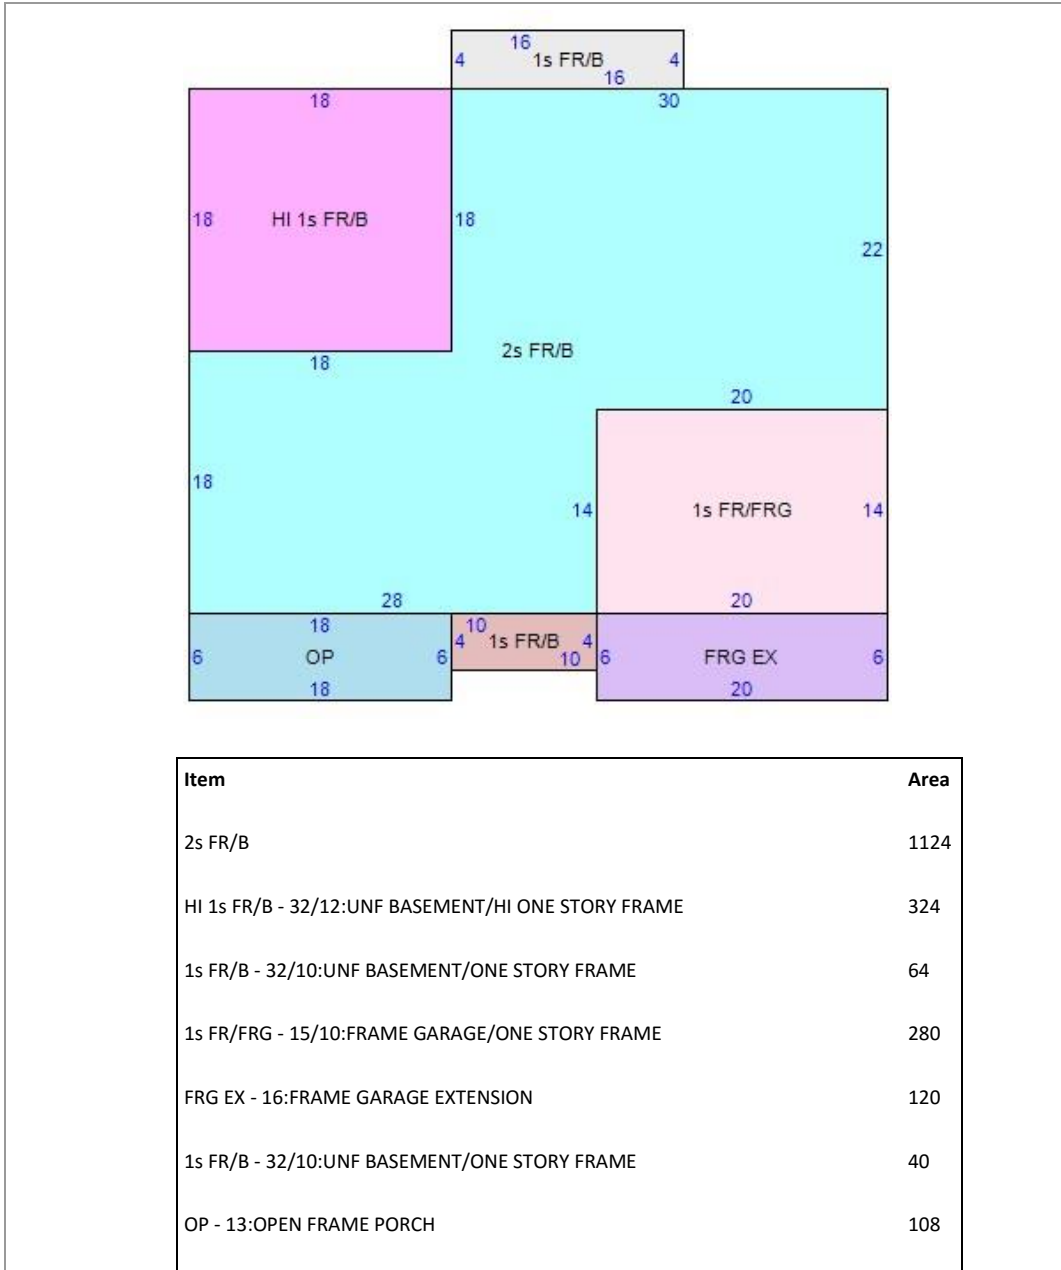 16
4 1s FR/B 4
16
18 30
18 HI 1s FR/B 18
22
2s FR/B
18
20
18
14 1s FR/FRG 14
28 20
18 10
4 1s FR/B 4
6 OP 6 10 6 FRG EX 6
18 20
Item Area
2s FR/B 1124
HI 1s FR/B - 32/12:UNF BASEMENT/HI ONE STORY FRAME 324
1s FR/B - 32/10:UNF BASEMENT/ONE STORY FRAME 64
1s FR/FRG - 15/10:FRAME GARAGE/ONE STORY FRAME 280
FRG EX - 16:FRAME GARAGE EXTENSION 120
1s FR/B - 32/10:UNF BASEMENT/ONE STORY FRAME 40
OP - 13:OPEN FRAME PORCH 108